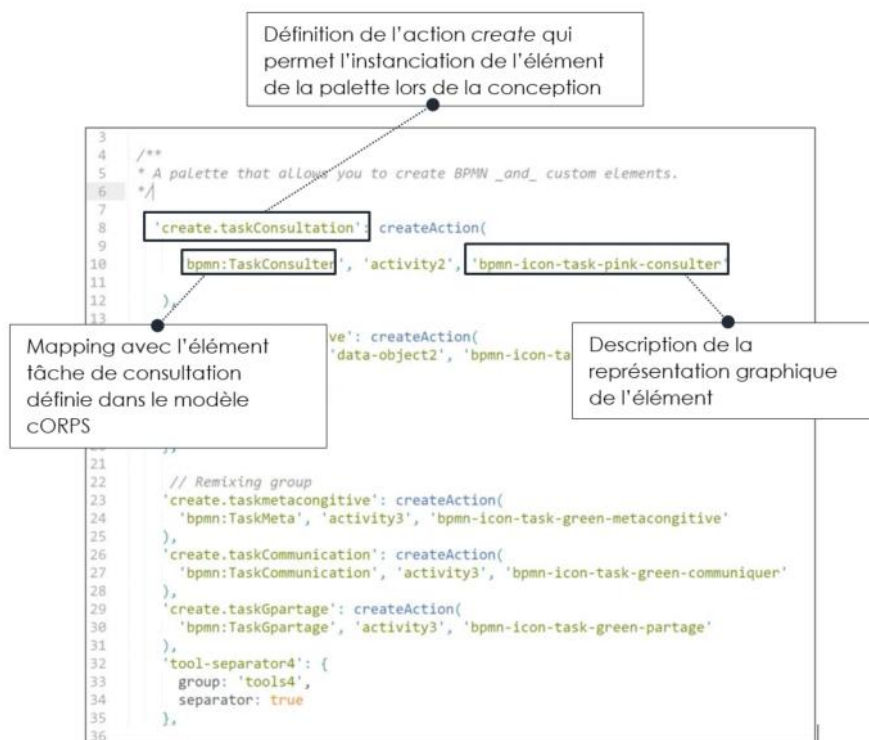 Définition de l'action create qui
permet l'instanciation de l'élément
de la palette lors de la conception
3
4 /**
5 * A palette that allows you to create BPMN _and_ custom elements.
6 */
7
8 'create.taskConsultation': createAction(
9
10 bpmn:TaskConsulter', 'activity2', 'bpmn-icon-task-pink-consulter'
11
12 ),
13
ve': createAction(
'data-object2', 'bpmn-icon-ta
Mapping avec l'élément
tâche de consultation
définie dans le modèle
cORPS
Description de la
représentation graphique
de l'élément
21
22 // Remixing group
23 'create.taskmetacongitive': createAction(
24 'bpmn:TaskMeta', 'activity3', 'bpmn-icon-task-green-metacongitive'
25 ),
26 'create.taskCommunication': createAction(
27 'bpmn:TaskCommunication', 'activity3', 'bpmn-icon-task-green-communiquer'
28 ),
29 'create.taskGpartage': createAction(
30 'bpmn:TaskGpartage', 'activity3', 'bpmn-icon-task-green-partage'
31 ),
32 'tool-separator4': {
33 group: 'tools4',
34 separator: true
35 },
36